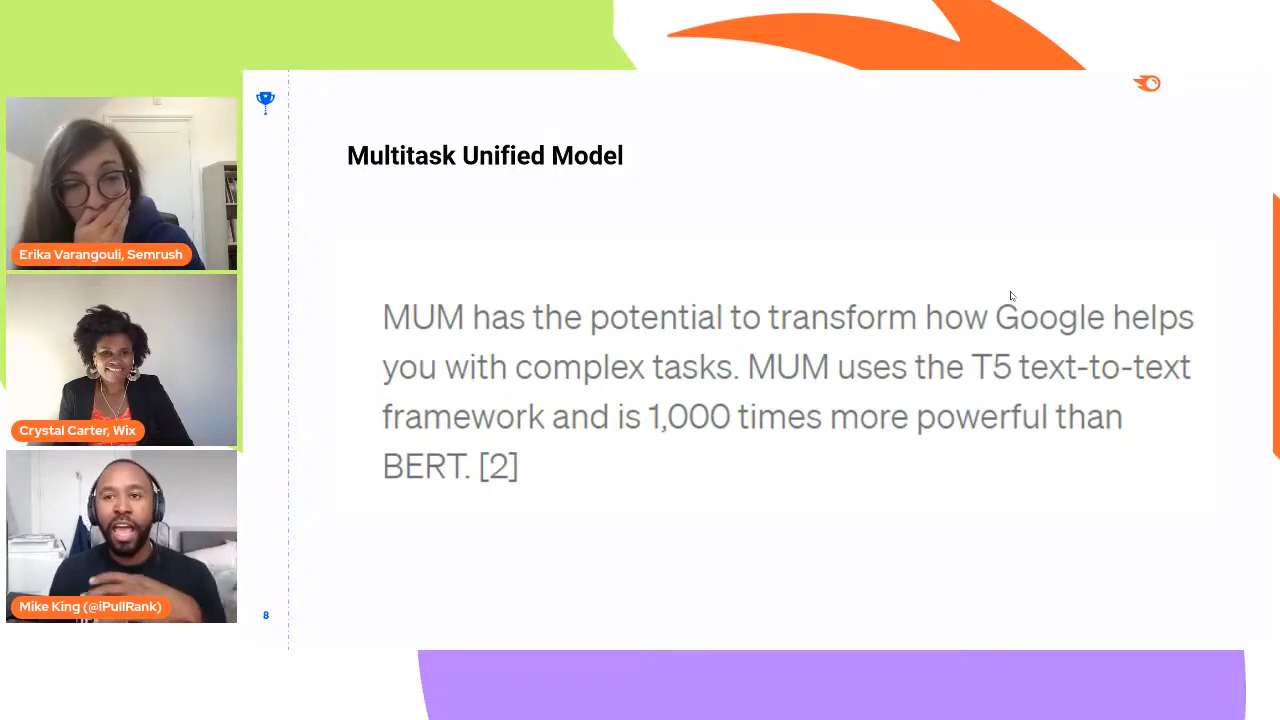 Multitask Unified Model
MUM has the potential to transform how Google helps
you with complex tasks. MUM uses the T5 text-to-text
framework and is 1,000 times more powerful than
BERT. [2]
Erika Varangouli, Semrush
Crystal Carter, Wix
Mike King (@iPullRank)
8